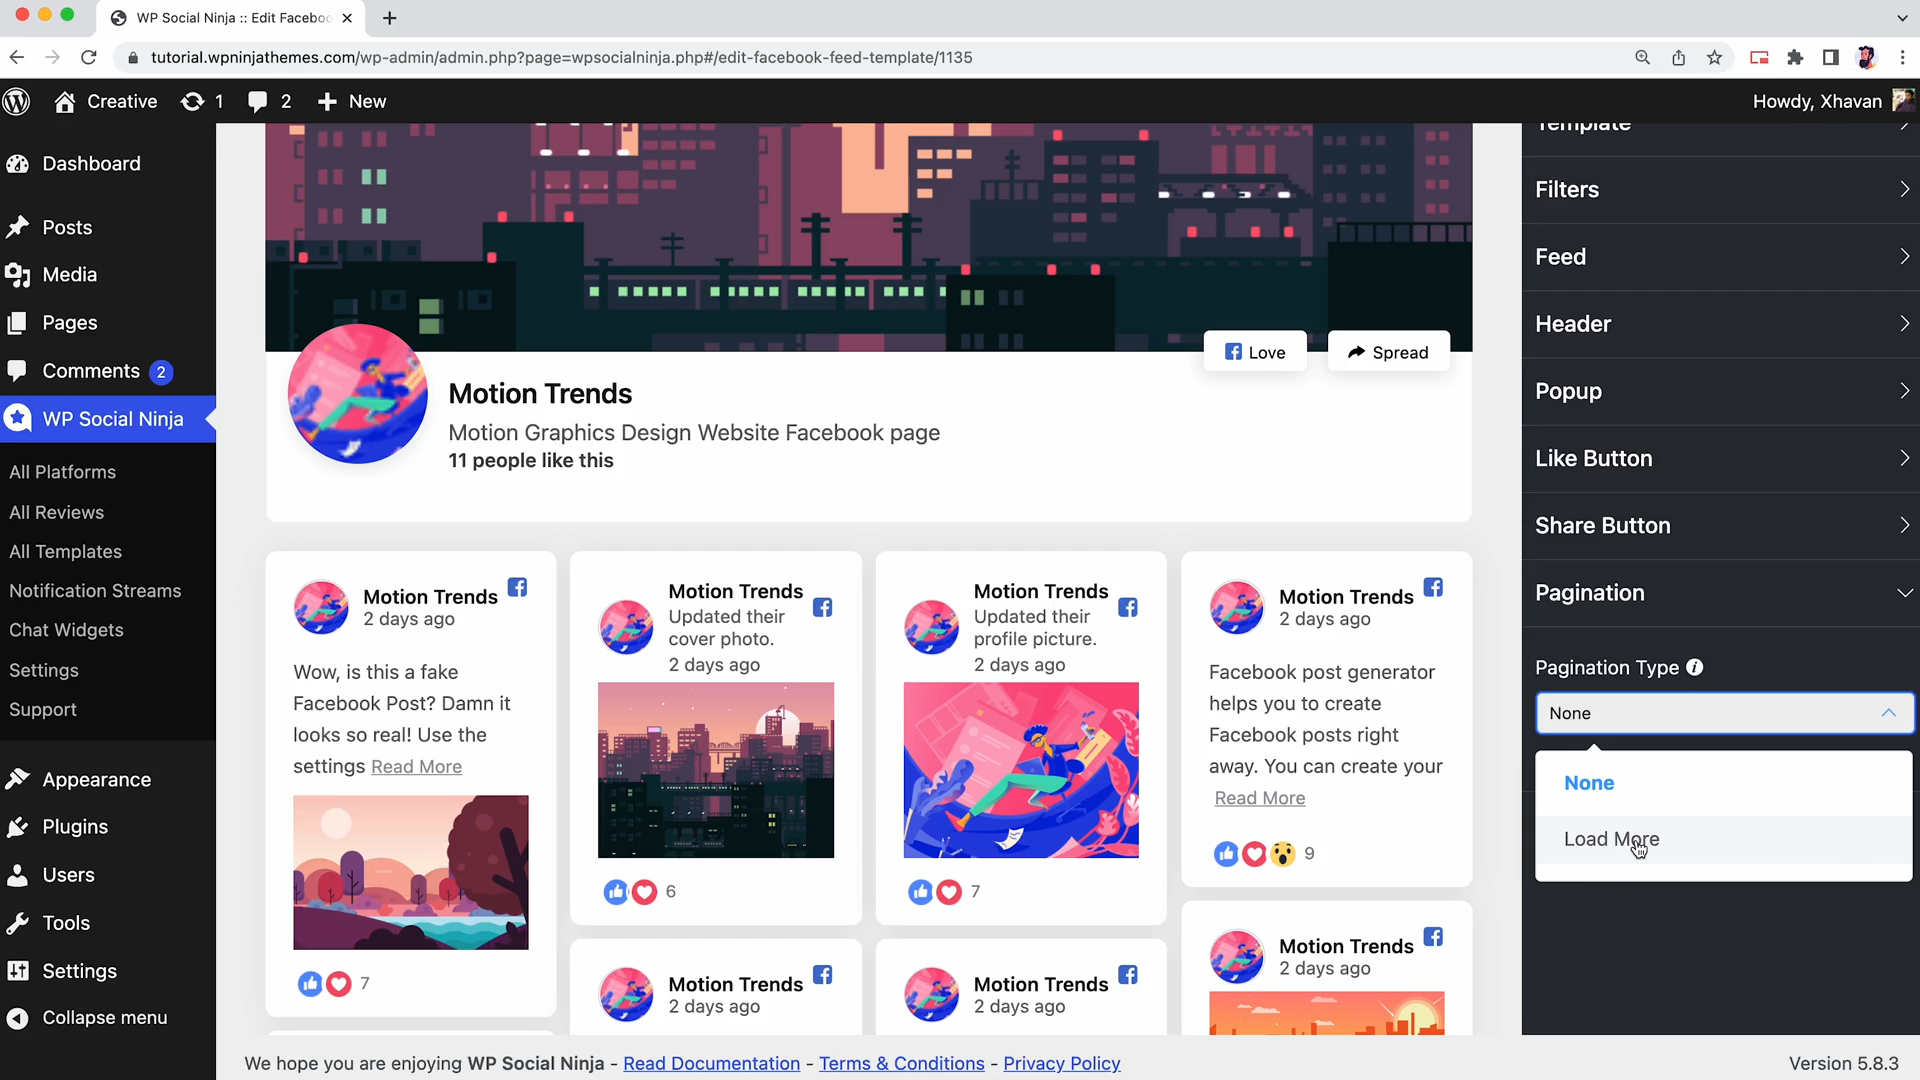 WP Social Ninja :: Edit Faceboo
tutorial.wpninjathemes.com/wp-admin/admin.php?page=wpsocialninja.php#/edit-facebook-feed-template/1135
Creative 1 2 New
Howdy, Xhavan
Dashboard
Posts
Media
Pages
Comments 2
WP Social Ninja
All Platforms
All Reviews
All Templates
Notification Streams
Chat Widgets
Settings
Support
Appearance
Plugins
Users
Tools
Settings
Collapse menu
Love
Spread
Motion Trends
Motion Graphics Design Website Facebook page
11 people like this
Motion Trends
2 days ago
Wow, is this a fake
Facebook Post? Damn it
looks so real! Use the
settings Read More
7
Motion Trends
Updated their
cover photo.
2 days ago
6
Motion Trends
2 days ago
Motion Trends
Updated their
profile picture.
2 days ago
7
Motion Trends
2 days ago
Motion Trends
2 days ago
Facebook post generator
helps you to create
Facebook posts right
away. You can create your
Read More
9
Motion Trends
2 days ago
Template
Filters
Feed
Header
Popup
Like Button
Share Button
Pagination
Pagination Type
None
None
Load More
We hope you are enjoying WP Social Ninja - Read Documentation - Terms & Conditions - Privacy Policy
Version 5.8.3